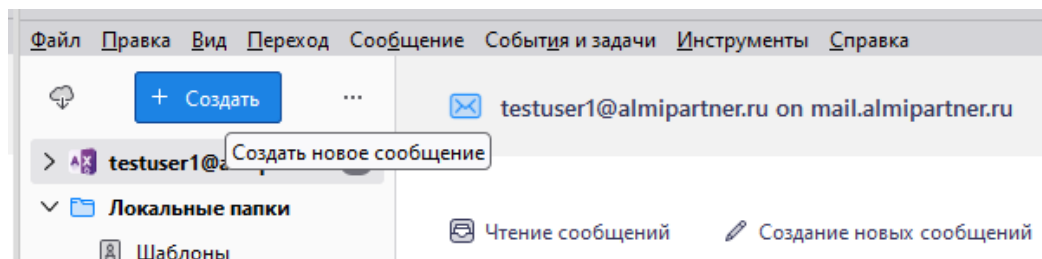 Файл Правка Вид Переход Сообщение События и задачи Инструменты Справка
+ Создать ...
testuser1@almipartner.ru on mail.almipartner.ru
Создать новое сообщение
testuser1@
Локальные папки
Чтение сообщений Создание новых сообщений
Шаблоны